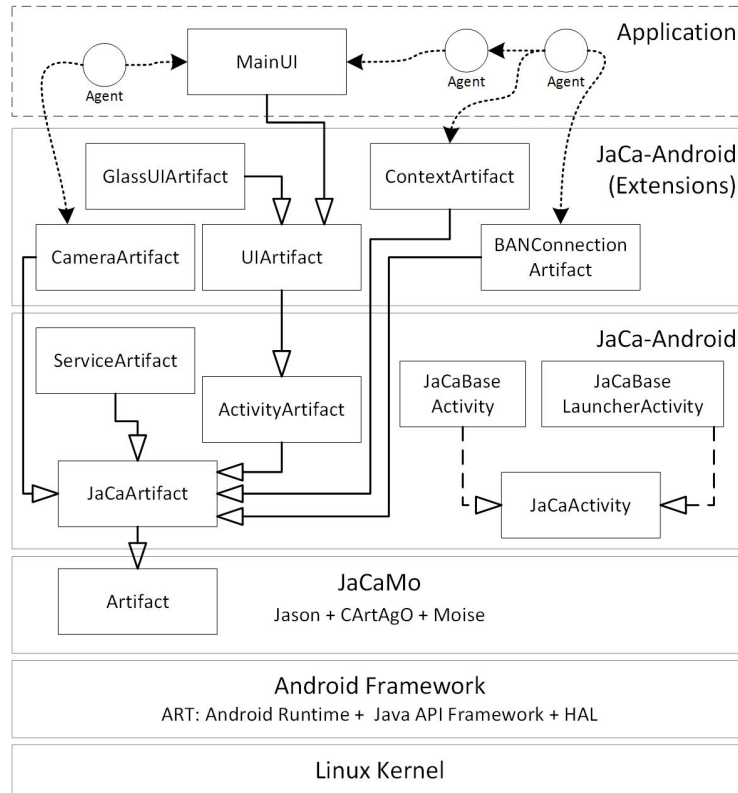 Application
MainUI
Agent
Agent
Agent
JaCa-Android
(Extensions)
GlassUIArtifact
ContextArtifact
CameraArtifact
UIArtifact
BANConnection
Artifact
JaCa-Android
ServiceArtifact
ActivityArtifact
JaCaBase
Activity
JaCaBase
LauncherActivity
JaCaArtifact
JaCaActivity
Artifact
JaCaMo
Jason + CArtAgO + Moise
Android Framework
ART: Android Runtime + Java API Framework + HAL
Linux Kernel